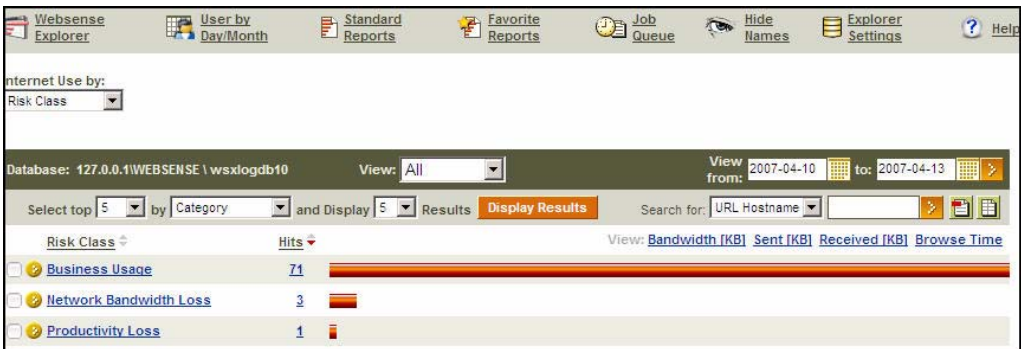 Websense Explorer User by Day/Month Standard Reports Favorite Reports Job Queue Hide Names Explorer Settings ? Help
nternet Use by:
Risk Class
Database: 127.0.0.1\WEBSENSE \ wsxlogdb10 View: All View from: 2007-04-10 to: 2007-04-13
Select top 5 by Category and Display 5 Results Display Results Search for: URL Hostname
Risk Class Hits View: Bandwidth [KB] Sent [KB] Received [KB] Browse Time
Business Usage 71
Network Bandwidth Loss 3
Productivity Loss 1